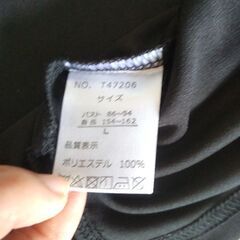 NO. T47206
サイズ
バスト 86-94
身長 154-162
L
品質表示
ポリエステル 100%